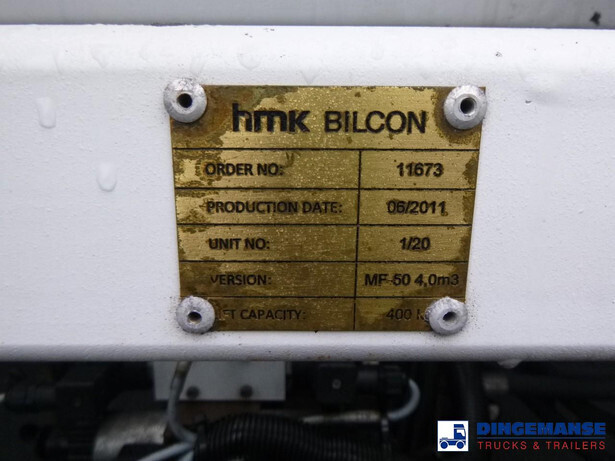 hmk BILCON
ORDER NO: 11673
PRODUCTION DATE: 06/2011
UNIT NO: 1/20
VERSION: MF-50 4,0m3
CAPACITY: 400
DINGEMANSE
TRUCKS & TRAILERS